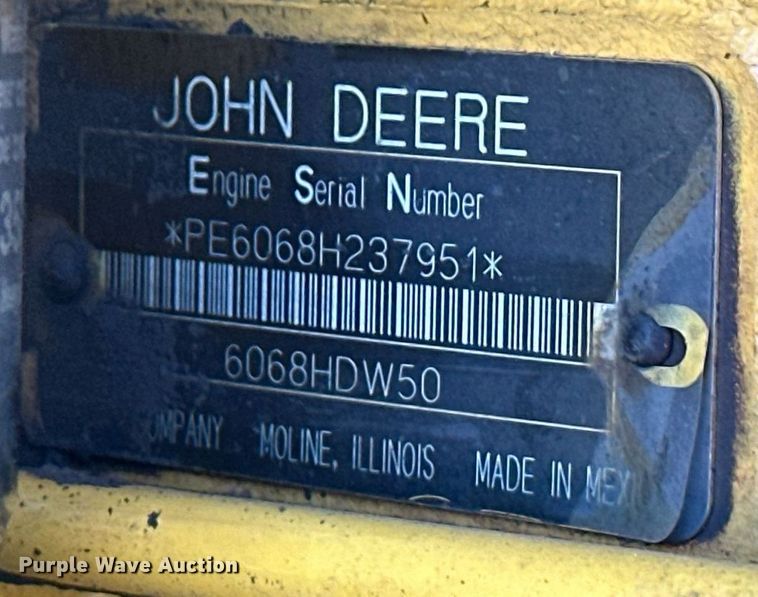 JOHN DEERE
Engine Serial Number
*PE6068H237951*
6068HDW50
MOLINE, ILLINOIS MADE IN
Purple Wave Auction